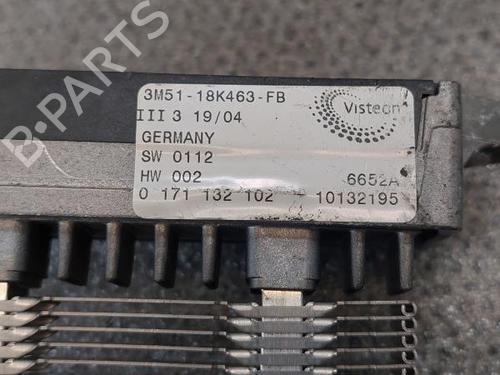 3M51-18K463-FB
III 3 19/04
GERMANY
SW 0112
HW 002
0 171 132 102
Visteon
6652A
10132195
B-PARTS